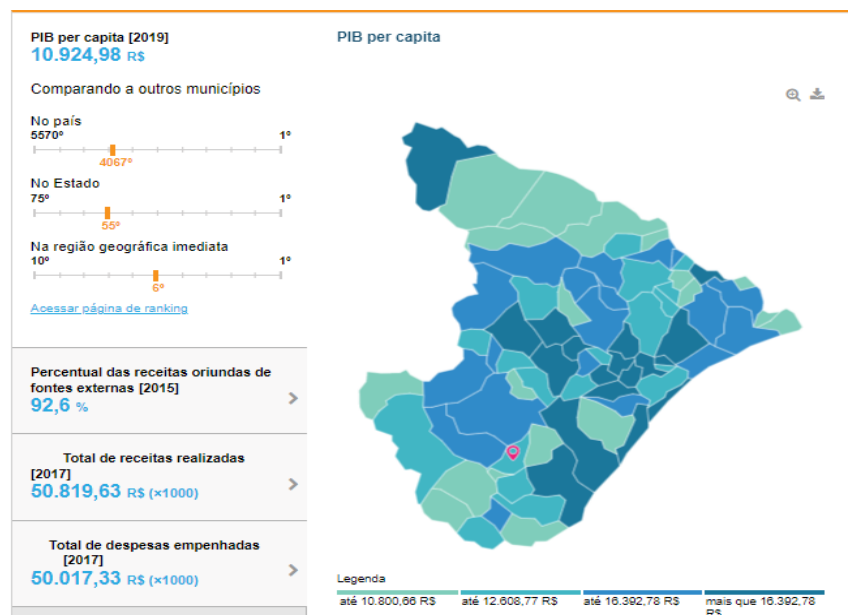 PIB per capita [2019]
10.924,98 R$
Comparando a outros municípios
No país
5570º 1º
4067º
No Estado
75º 1º
55º
Na região geográfica imediata
10º 1º
6º
Acessar página de ranking
Percentual das receitas oriundas de
fontes externas [2015]
92,6 %
Total de receitas realizadas
[2017]
50.819,63 R$ (×1000)
Total de despesas empenhadas
[2017]
50.017,33 R$ (×1000)
PIB per capita
Legenda
até 10.800,66 R$ até 12.608,77 R$ até 16.392,78 R$ mais que 16.392,78
R$